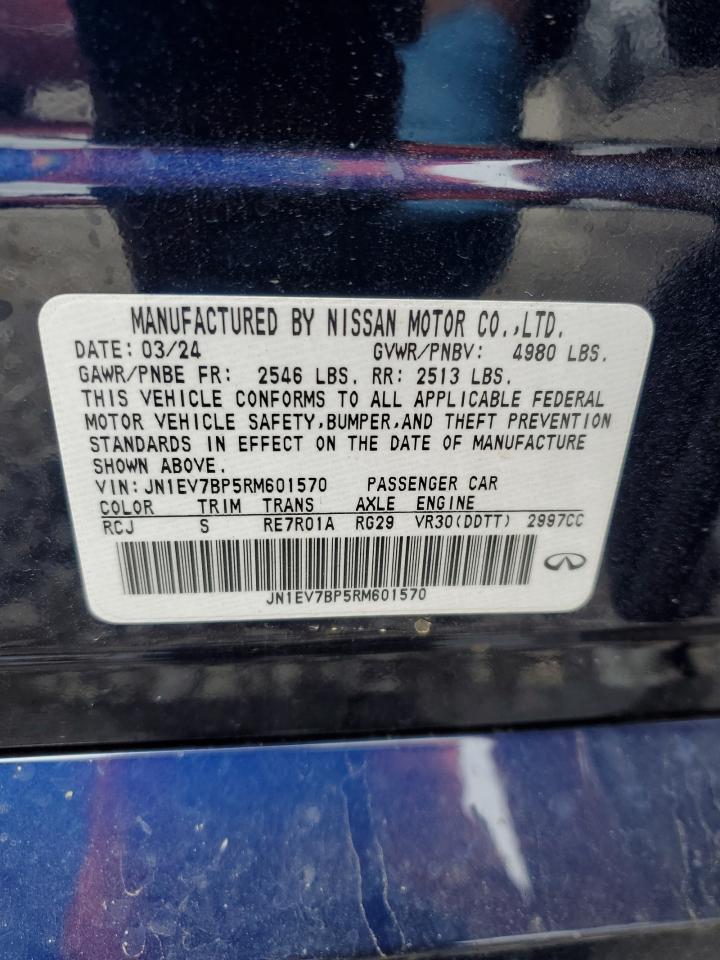 MANUFACTURED BY NISSAN MOTOR CO.,LTD.
DATE: 03/24 GVWR/PNBV: 4980 LBS.
GAWR/PNBE FR: 2546 LBS. RR: 2513 LBS.
THIS VEHICLE CONFORMS TO ALL APPLICABLE FEDERAL
MOTOR VEHICLE SAFETY,BUMPER,AND THEFT PREVENTION
STANDARDS IN EFFECT ON THE DATE OF MANUFACTURE
SHOWN ABOVE.
VIN: JN1EV7BP5RM601570 PASSENGER CAR
COLOR TRIM TRANS AXLE ENGINE
RCJ S RE7R01A RG29 VR30(DDTT) 2997CC
JN1EV7BP5RM601570